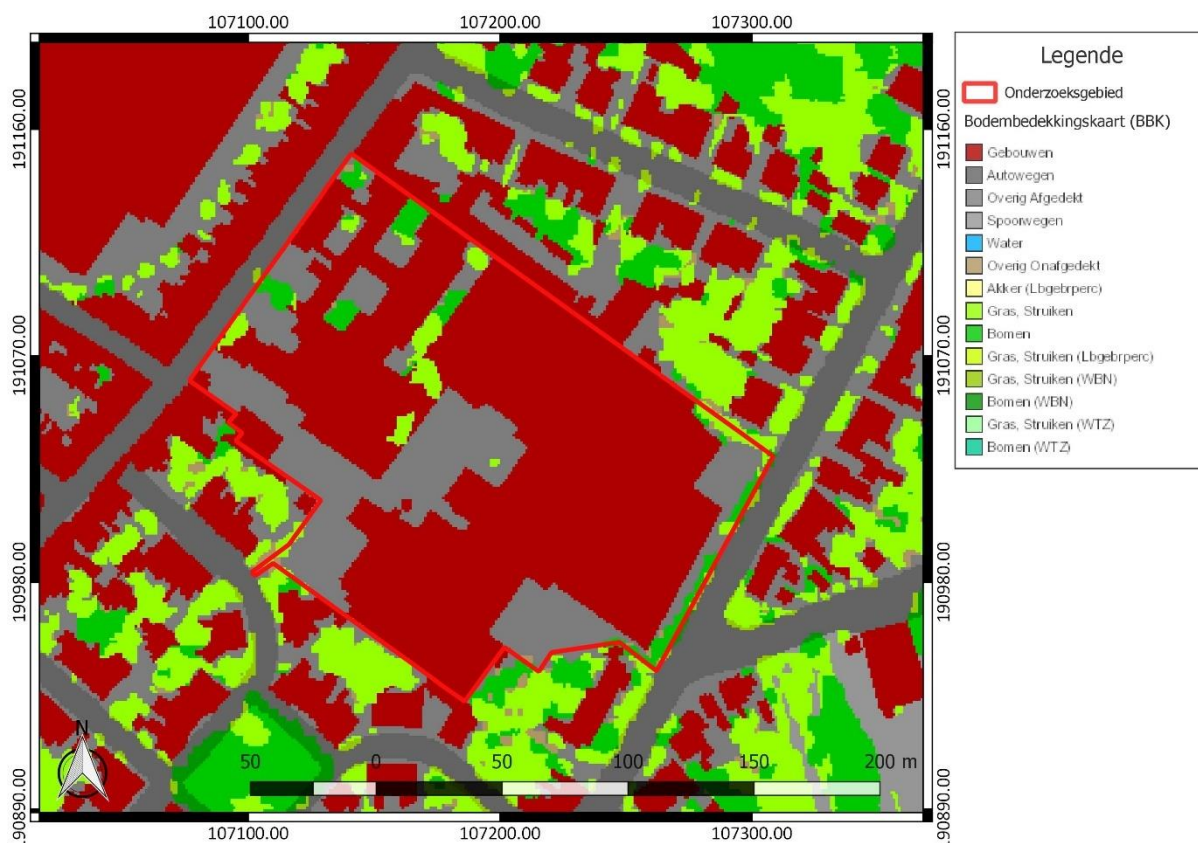 107100.00 107200.00 107300.00
Legende
Onderzoeksgebied
Bodembedekkingskaart (BBK)
Gebouwen
Autowegen
Overig Afgedekt
Spoorwegen
Water
Overig Onafgedekt
Akker (Lbgebrperc)
Gras, Struiken
Bomen
Gras, Struiken (Lbgebrperc)
Gras, Struiken (WBN)
Bomen (WBN)
Gras, Struiken (WTZ)
Bomen (WTZ)
191160.00
191070.00
190980.00
.90890.00
191160.00
191070.00
190980.00
.90890.00
N
50 0 50 100 150 200 m
107100.00 107200.00 107300.00